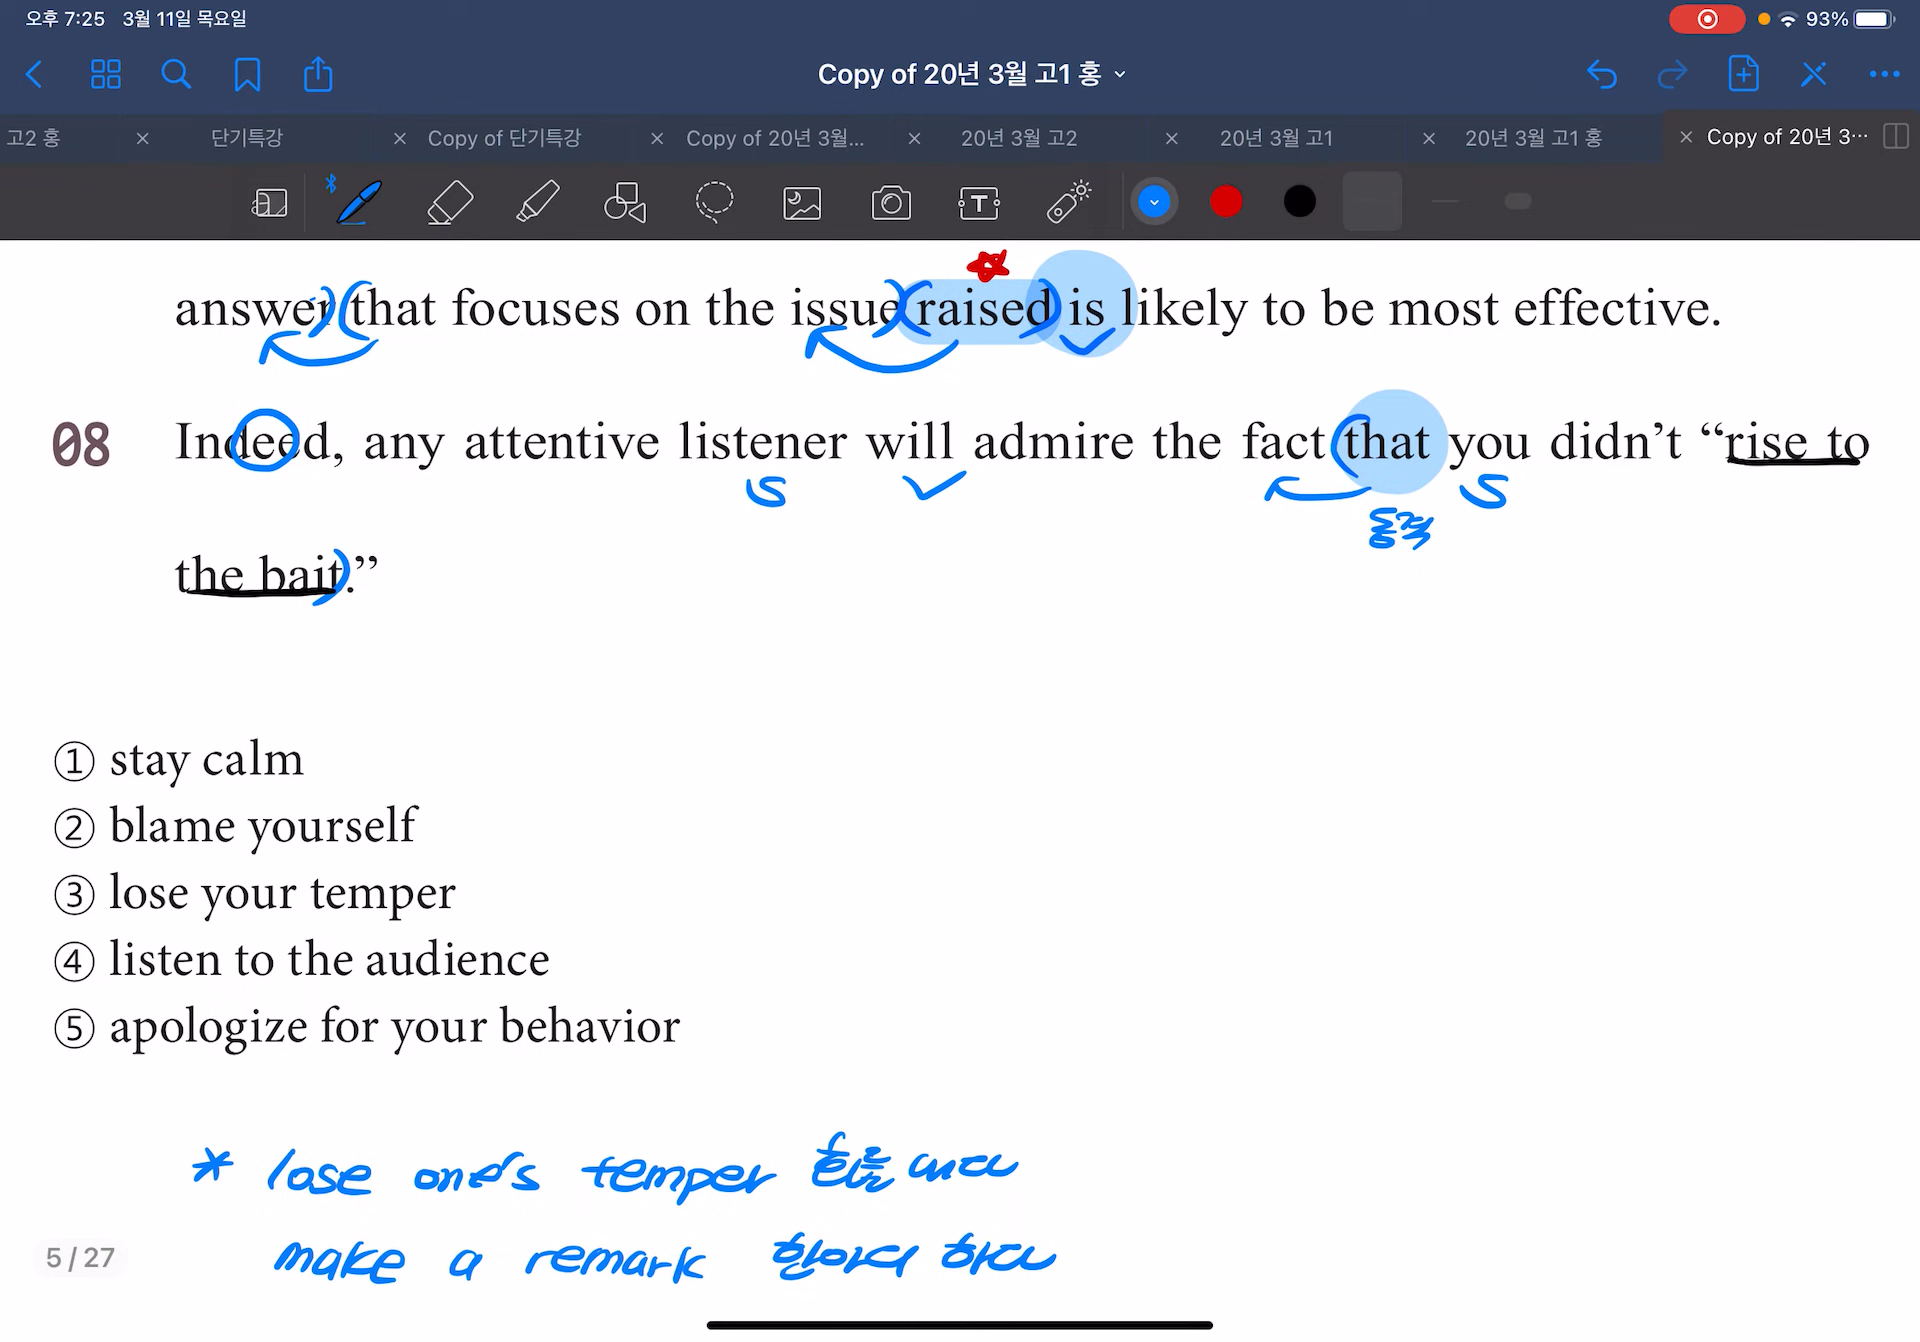 오후 7:25 3월 11일 목요일 93%
Copy of 20년 3월 고1 홍
고2 홍 단기특강 Copy of 단기특강 Copy of 20년 3월... 20년 3월 고2 20년 3월 고1 20년 3월 고1 홍 Copy of 20년 3…
answer that focuses on the issue raised is likely to be most effective.
08 Indeed, any attentive listener will admire the fact that you didn’t “rise to
S S
동격
the bait.”
① stay calm
② blame yourself
③ lose your temper
④ listen to the audience
⑤ apologize for your behavior
* lose one's temper 화를 내다
make a remark 한마디 하다
5 / 27